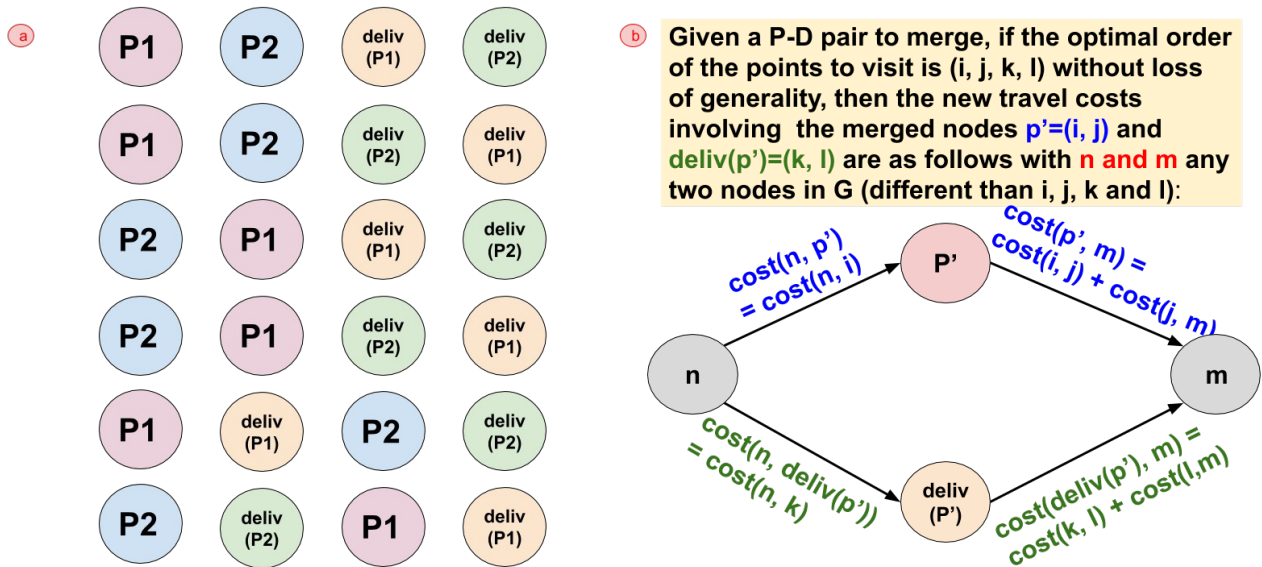 a
P1
P2
deliv
(P1)
deliv
(P2)
P1
P2
deliv
(P2)
deliv
(P1)
P2
P1
deliv
(P1)
deliv
(P2)
P2
P1
deliv
(P2)
deliv
(P1)
P1
deliv
(P1)
P2
deliv
(P2)
P2
deliv
(P2)
P1
deliv
(P1)
b
Given a P-D pair to merge, if the optimal order
of the points to visit is (i, j, k, l) without loss
of generality, then the new travel costs
involving the merged nodes p’=(i, j) and
deliv(p’)=(k, l) are as follows with n and m any
two nodes in G (different than i, j, k and l):
cost(n, p’)
= cost(n, i)
P’
cost(p’, m) =
cost(i, j) + cost(j, m)
n
m
cost(n, deliv(p’))
= cost(n, k)
deliv
(P’)
cost(deliv(p’), m) =
cost(k, l) + cost(l,m)